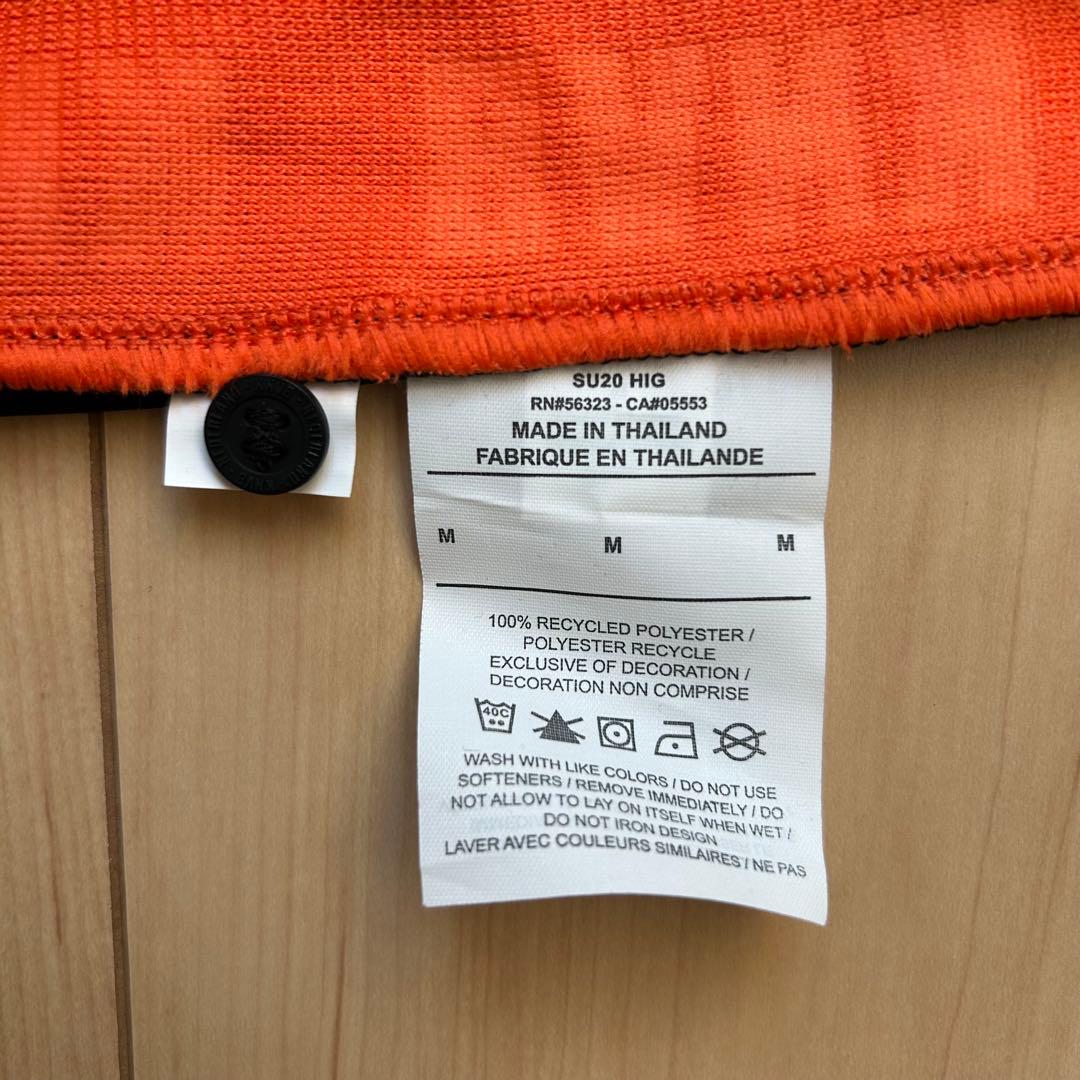 SU20 HIG
RN#56323 - CA#05553
MADE IN THAILAND
FABRIQUE EN THAILANDE
M M M
100% RECYCLED POLYESTER /
POLYESTER RECYCLE
EXCLUSIVE OF DECORATION /
DECORATION NON COMPRISE
40C
WASH WITH LIKE COLORS / DO NOT USE
SOFTENERS / REMOVE IMMEDIATELY / DO
NOT ALLOW TO LAY ON ITSELF WHEN WET /
DO NOT IRON DESIGN
LAVER AVEC COULEURS SIMILAIRES / NE PAS